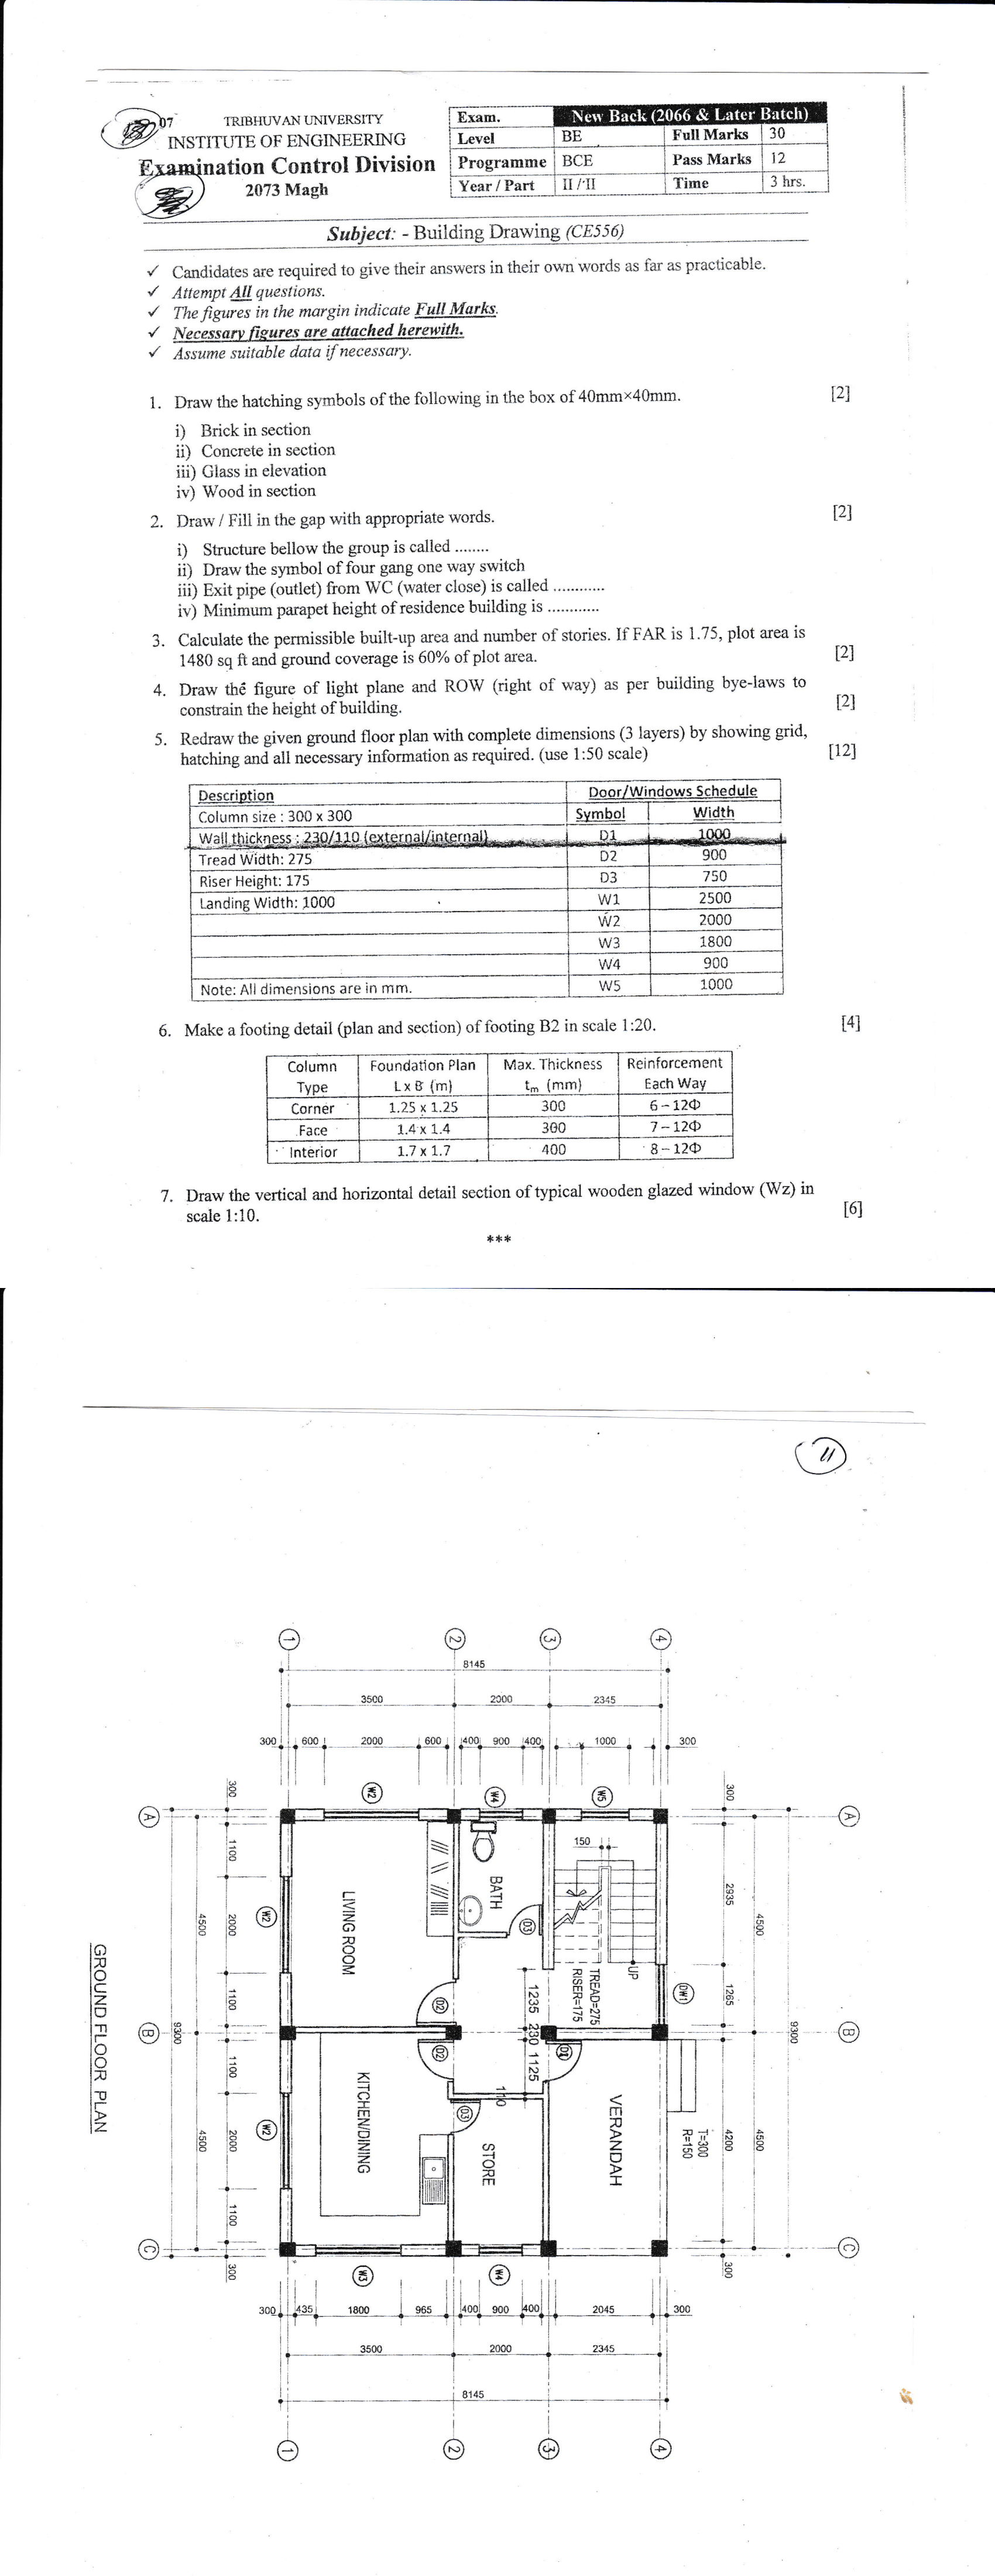 07
TRIBHUVAN UNIVERSITY
INSTITUTE OF ENGINEERING
Examination Control Division
2073 Magh
Exam. New Back (2066 & Later Batch)
Level BE Full Marks 30
Programme BCE Pass Marks 12
Year / Part II / II Time 3 hrs.
Subject: - Building Drawing (CE556)
✓ Candidates are required to give their answers in their own words as far as practicable.
✓ Attempt All questions.
✓ The figures in the margin indicate Full Marks.
✓ Necessary figures are attached herewith.
✓ Assume suitable data if necessary.
1. Draw the hatching symbols of the following in the box of 40mm×40mm. [2]
i) Brick in section
ii) Concrete in section
iii) Glass in elevation
iv) Wood in section
2. Draw / Fill in the gap with appropriate words. [2]
i) Structure bellow the group is called ........
ii) Draw the symbol of four gang one way switch
iii) Exit pipe (outlet) from WC (water close) is called ............
iv) Minimum parapet height of residence building is ............
3. Calculate the permissible built-up area and number of stories. If FAR is 1.75, plot area is
1480 sq ft and ground coverage is 60% of plot area. [2]
4. Draw the figure of light plane and ROW (right of way) as per building bye-laws to
constrain the height of building. [2]
5. Redraw the given ground floor plan with complete dimensions (3 layers) by showing grid,
hatching and all necessary information as required. (use 1:50 scale) [12]
Description Door/Windows Schedule
Column size : 300 x 300 Symbol Width
Wall thickness : 230/110 (external/internal) D1 1000
Tread Width: 275 D2 900
Riser Height: 175 D3 750
Landing Width: 1000 W1 2500
W2 2000
W3 1800
W4 900
Note: All dimensions are in mm. W5 1000
6. Make a footing detail (plan and section) of footing B2 in scale 1:20. [4]
Column Foundation Plan Max. Thickness Reinforcement
Type L x B (m) tm (mm) Each Way
Corner 1.25 x 1.25 300 6 – 12Φ
Face 1.4 x 1.4 300 7 – 12Φ
Interior 1.7 x 1.7 400 8 – 12Φ
7. Draw the vertical and horizontal detail section of typical wooden glazed window (Wz) in
scale 1:10. [6]
***
11
1 2 3 4
8145
3500 2000 2345
300 600 2000 600 400 900 400 1000 300
W2 W4 W5
A A
300 300
1100
2000
1100
4500
W2
LIVING ROOM
BATH
D3
150
UP
TREAD=275
RISER=175
DW1
2935
1265
4500
1235 230 1125
D2
B B
9300 9300
D2
D1
110
D3
1100
2000
1100
4500
W2
KITCHEN/DINING
STORE
VERANDAH
T=300
R=150
4200
4500
C C
300 300
W3 W4
300 435 1800 965 400 900 400 2045 300
3500 2000 2345
8145
1 2 3 4
GROUND FLOOR PLAN